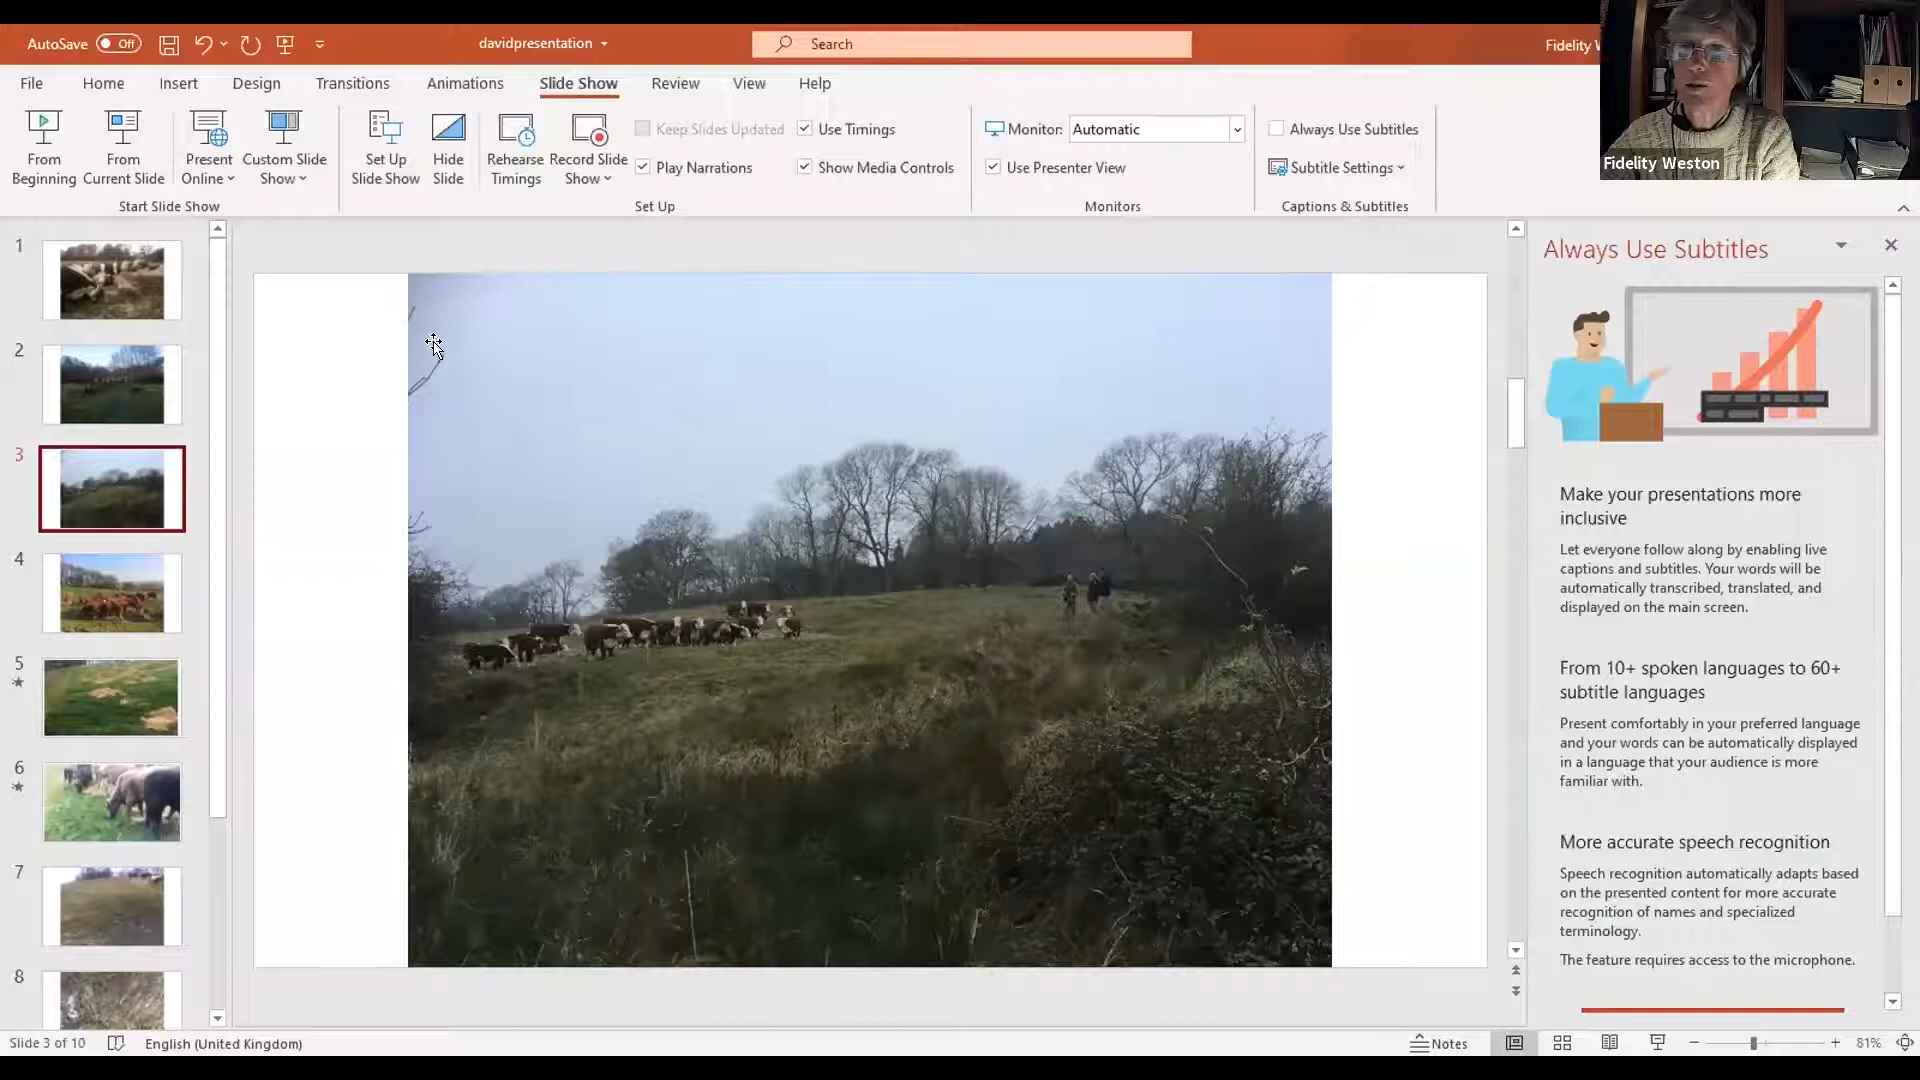 AutoSave Off
davidpresentation
Search
Fidelity W
File Home Insert Design Transitions Animations Slide Show Review View Help
From Beginning
From Current Slide
Present Online
Custom Slide Show
Start Slide Show
Set Up Slide Show
Hide Slide
Rehearse Timings
Record Slide Show
Keep Slides Updated
Play Narrations
Use Timings
Show Media Controls
Set Up
Monitor: Automatic
Use Presenter View
Monitors
Always Use Subtitles
Subtitle Settings
Captions & Subtitles
Fidelity Weston
1
2
3
4
5
6
7
8
Always Use Subtitles
Make your presentations more
inclusive
Let everyone follow along by enabling live
captions and subtitles. Your words will be
automatically transcribed, translated, and
displayed on the main screen.
From 10+ spoken languages to 60+
subtitle languages
Present comfortably in your preferred language
and your words can be automatically displayed
in a language that your audience is more
familiar with.
More accurate speech recognition
Speech recognition automatically adapts based
on the presented content for more accurate
recognition of names and specialized
terminology.
The feature requires access to the microphone.
Slide 3 of 10
English (United Kingdom)
Notes
81%